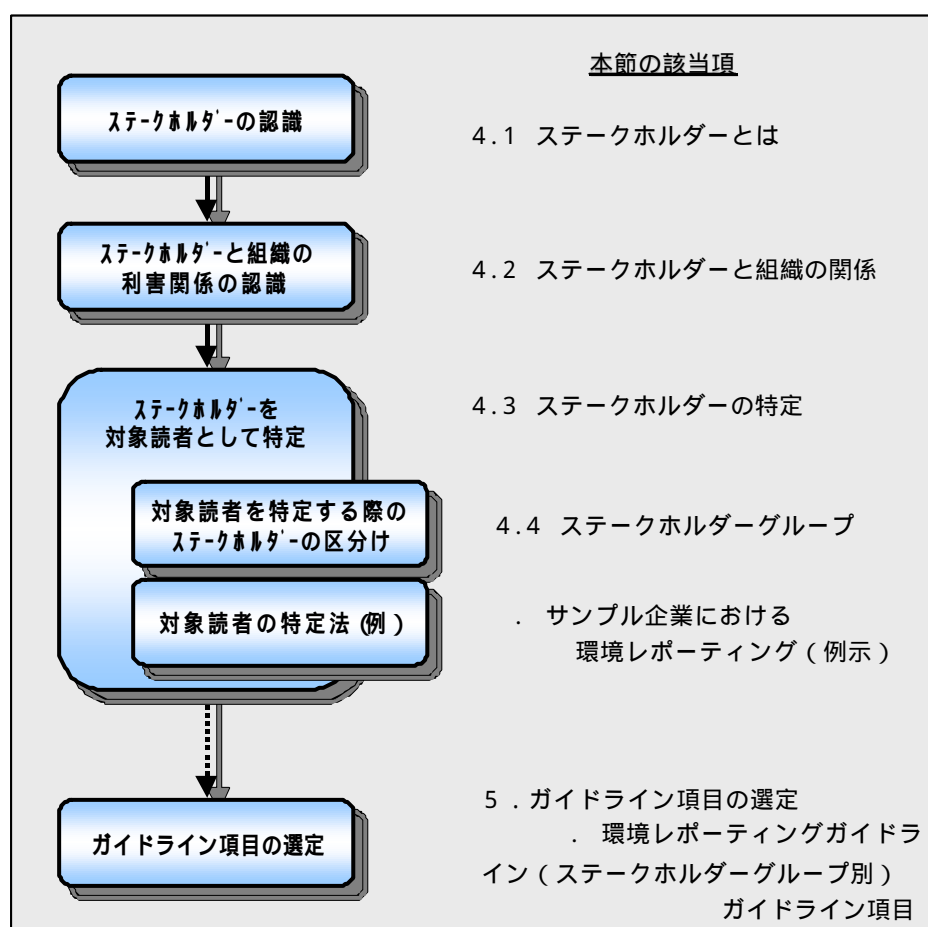 本節の該当項
ｽﾃｰｸﾎﾙﾀﾞｰの認識
4.1 ステークホルダーとは
ｽﾃｰｸﾎﾙﾀﾞｰと組織の
利害関係の認識
4.2 ステークホルダーと組織の関係
ｽﾃｰｸﾎﾙﾀﾞｰを
対象読者として特定
4.3 ステークホルダーの特定
対象読者を特定する際の
ｽﾃｰｸﾎﾙﾀﾞｰの区分け
4.4 ステークホルダーグループ
対象読者の特定法(例)
. サンプル企業における
環境レポーティング(例示)
ガイドライン項目の選定
5.ガイドライン項目の選定
. 環境レポーティングガイドラ
イン(ステークホルダーグループ別)
ガイドライン項目